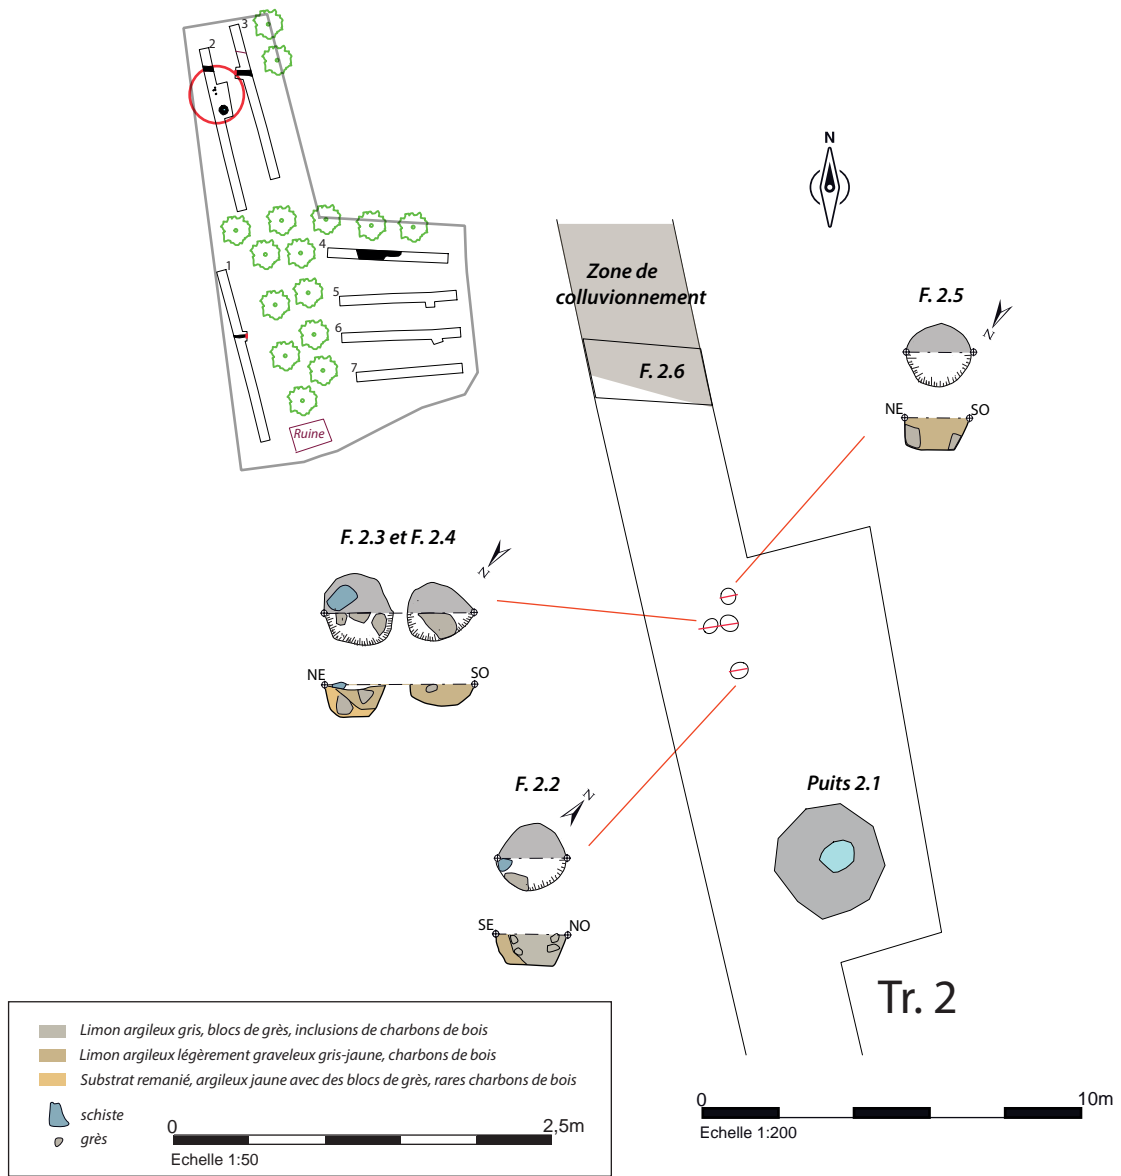 3
2
1
4
5
6
7
Ruine
N
Zone de
colluvionnement
F. 2.6
F. 2.5
N
NE SO
F. 2.3 et F. 2.4
N
NE SO
F. 2.2
N
SE NO
Puits 2.1
Tr. 2
Limon argileux gris, blocs de grès, inclusions de charbons de bois
Limon argileux légèrement graveleux gris-jaune, charbons de bois
Substrat remanié, argileux jaune avec des blocs de grès, rares charbons de bois
schiste
grès
0 2,5m
Echelle 1:50
0 10m
Echelle 1:200